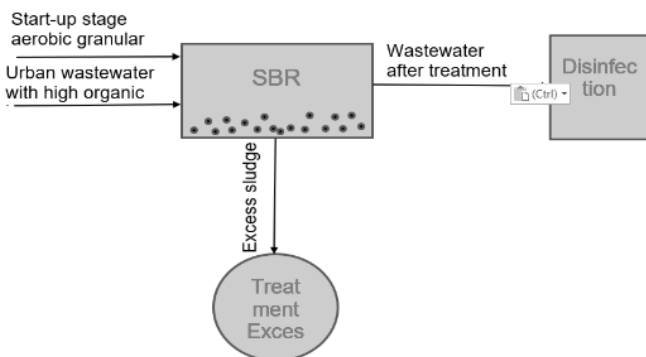 Start-up stage
aerobic granular
Urban wastewater
with high organic
SBR
Wastewater
after treatment
(Ctrl)
Disinfec
tion
Excess sludge
Treat
ment
Exces